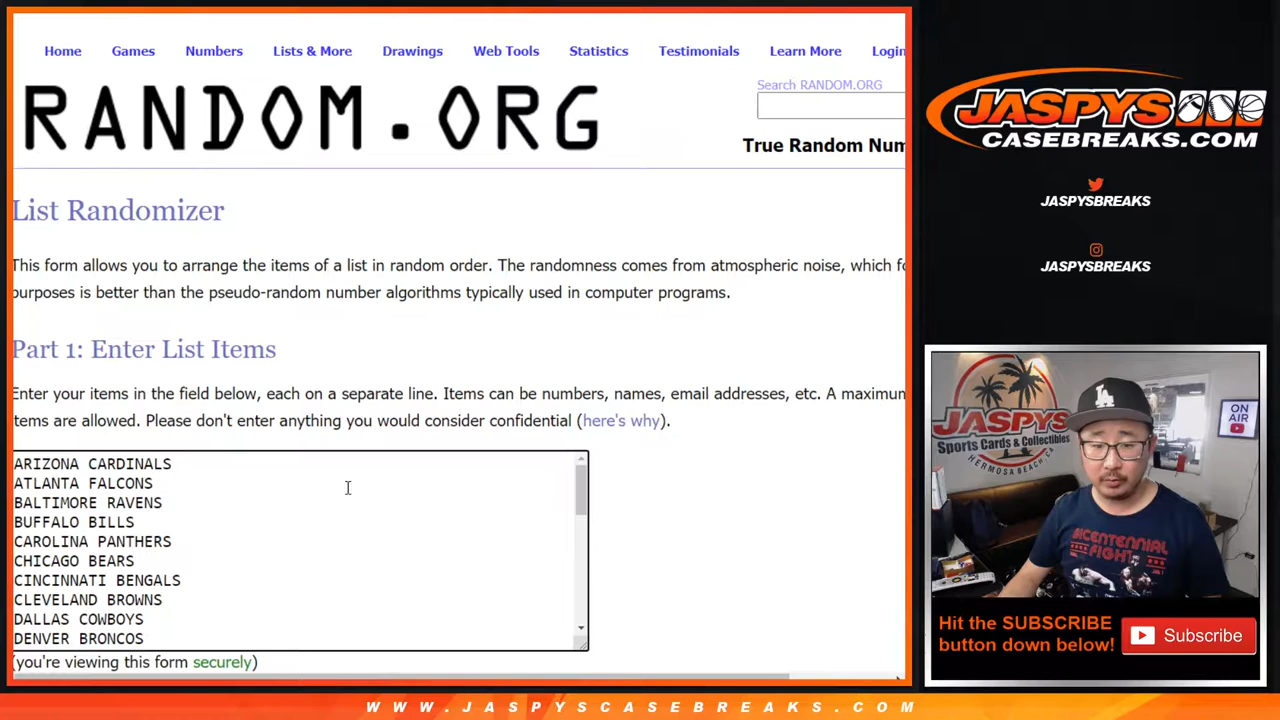 Home Games Numbers Lists & More Drawings Web Tools Statistics Testimonials Learn More Login
RANDOM.ORG
Search RANDOM.ORG
True Random Num
List Randomizer
This form allows you to arrange the items of a list in random order. The randomness comes from atmospheric noise, which fo
purposes is better than the pseudo-random number algorithms typically used in computer programs.
Part 1: Enter List Items
Enter your items in the field below, each on a separate line. Items can be numbers, names, email addresses, etc. A maximum
items are allowed. Please don't enter anything you would consider confidential (here's why).
ARIZONA CARDINALS
ATLANTA FALCONS
BALTIMORE RAVENS
BUFFALO BILLS
CAROLINA PANTHERS
CHICAGO BEARS
CINCINNATI BENGALS
CLEVELAND BROWNS
DALLAS COWBOYS
DENVER BRONCOS
(you're viewing this form securely)
JASPYS
CASEBREAKS.COM
JASPYSBREAKS
JASPYSBREAKS
JASPYS
Sports Cards & Collectibles
HERMOSA BEACH, CA
ON
AIR
LA
BICENTENNIAL
FIGHT
Hit the SUBSCRIBE
button down below!
Subscribe
WWW.JASPYSCASEBREAKS.COM